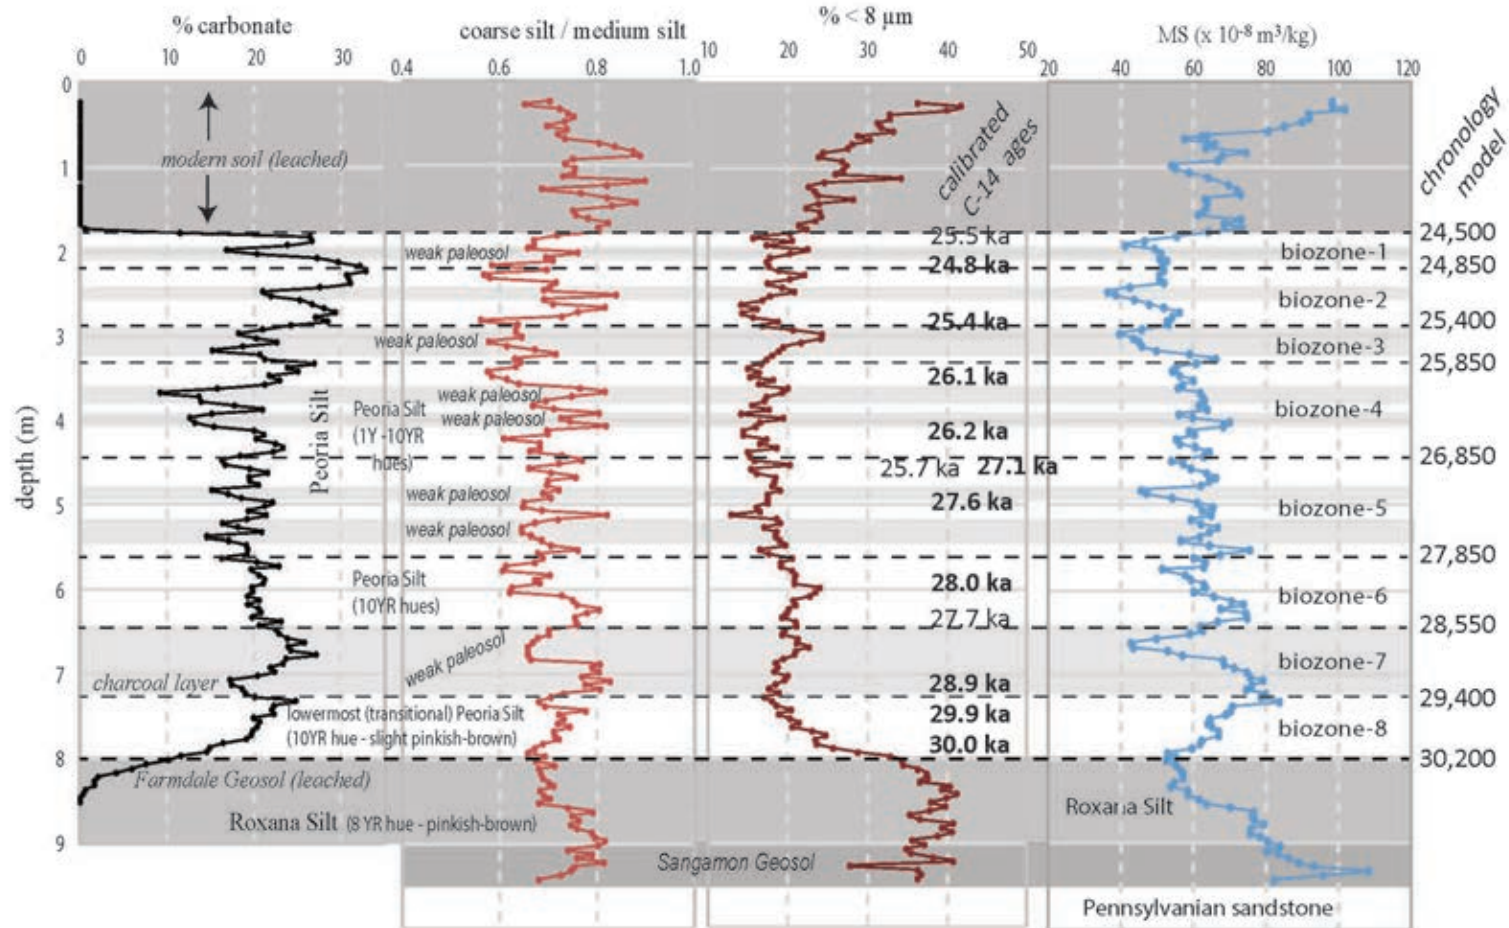 % carbonate
coarse silt / medium silt
% < 8 µm
MS (x 10-8 m3/kg)
0 10 20 30
0.4 0.6 0.8 1.0
10 20 30 40 50
20 40 60 80 100 120
depth (m)
0
1
2
3
4
5
6
7
8
9
modern soil (leached)
calibrated
C-14 ages
chronology
model
weak paleosol
weak paleosol
weak paleosol
weak paleosol
weak paleosol
weak paleosol
weak paleosol
Peoria Silt
Peoria Silt
(1Y -10YR
hues)
Peoria Silt
(10YR hues)
charcoal layer
lowermost (transitional) Peoria Silt
(10YR hue - slight pinkish-brown)
Farmdale Geosol (leached)
Roxana Silt (8 YR hue - pinkish-brown)
Sangamon Geosol
25.5 ka
24.8 ka
25.4 ka
26.1 ka
26.2 ka
25.7 ka 27.1 ka
27.6 ka
28.0 ka
27.7 ka
28.9 ka
29.9 ka
30.0 ka
biozone-1
biozone-2
biozone-3
biozone-4
biozone-5
biozone-6
biozone-7
biozone-8
Roxana Silt
Pennsylvanian sandstone
24,500
24,850
25,400
25,850
26,850
27,850
28,550
29,400
30,200